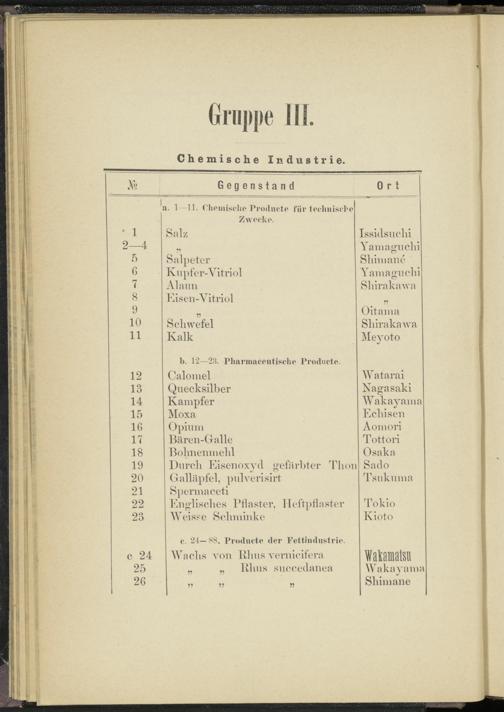 Gruppe III.
Chemische Industrie.
№ Gegenstand Ort
a. 1—11. Chemische Producte für technische
Zwecke.
1 Salz Issidsuchi
2—4 „ Yamaguchi
5 Salpeter Shimané
6 Kupfer-Vitriol Yamaguchi
7 Alaun Shirakawa
8 Eisen-Vitriol „
9 „ Oitama
10 Schwefel Shirakawa
11 Kalk Meyoto
b. 12—23. Pharmaceutische Producte.
12 Calomel Watarai
13 Quecksilber Nagasaki
14 Kampfer Wakayama
15 Moxa Echisen
16 Opium Aomori
17 Bären-Galle Tottori
18 Bohnenmehl Osaka
19 Durch Eisenoxyd gefärbter Thon Sado
20 Galläpfel, pulverisirt Tsukuma
21 Spermaceti
22 Englisches Pflaster, Heftpflaster Tokio
23 Weisse Schminke Kioto
c. 24—88. Producte der Fettindustrie.
c 24 Wachs von Rhus vernicifera Wakamatsu
25 „ „ Rhus succedanea Wakayama
26 „ „ „ Shimane